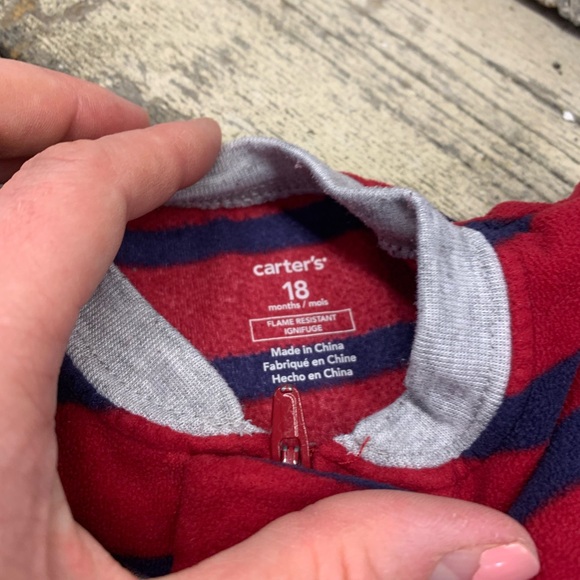 carter's
18
months / mois
FLAME RESISTANT
IGNIFUGE
Made in China
Fabriqué en Chine
Hecho en China